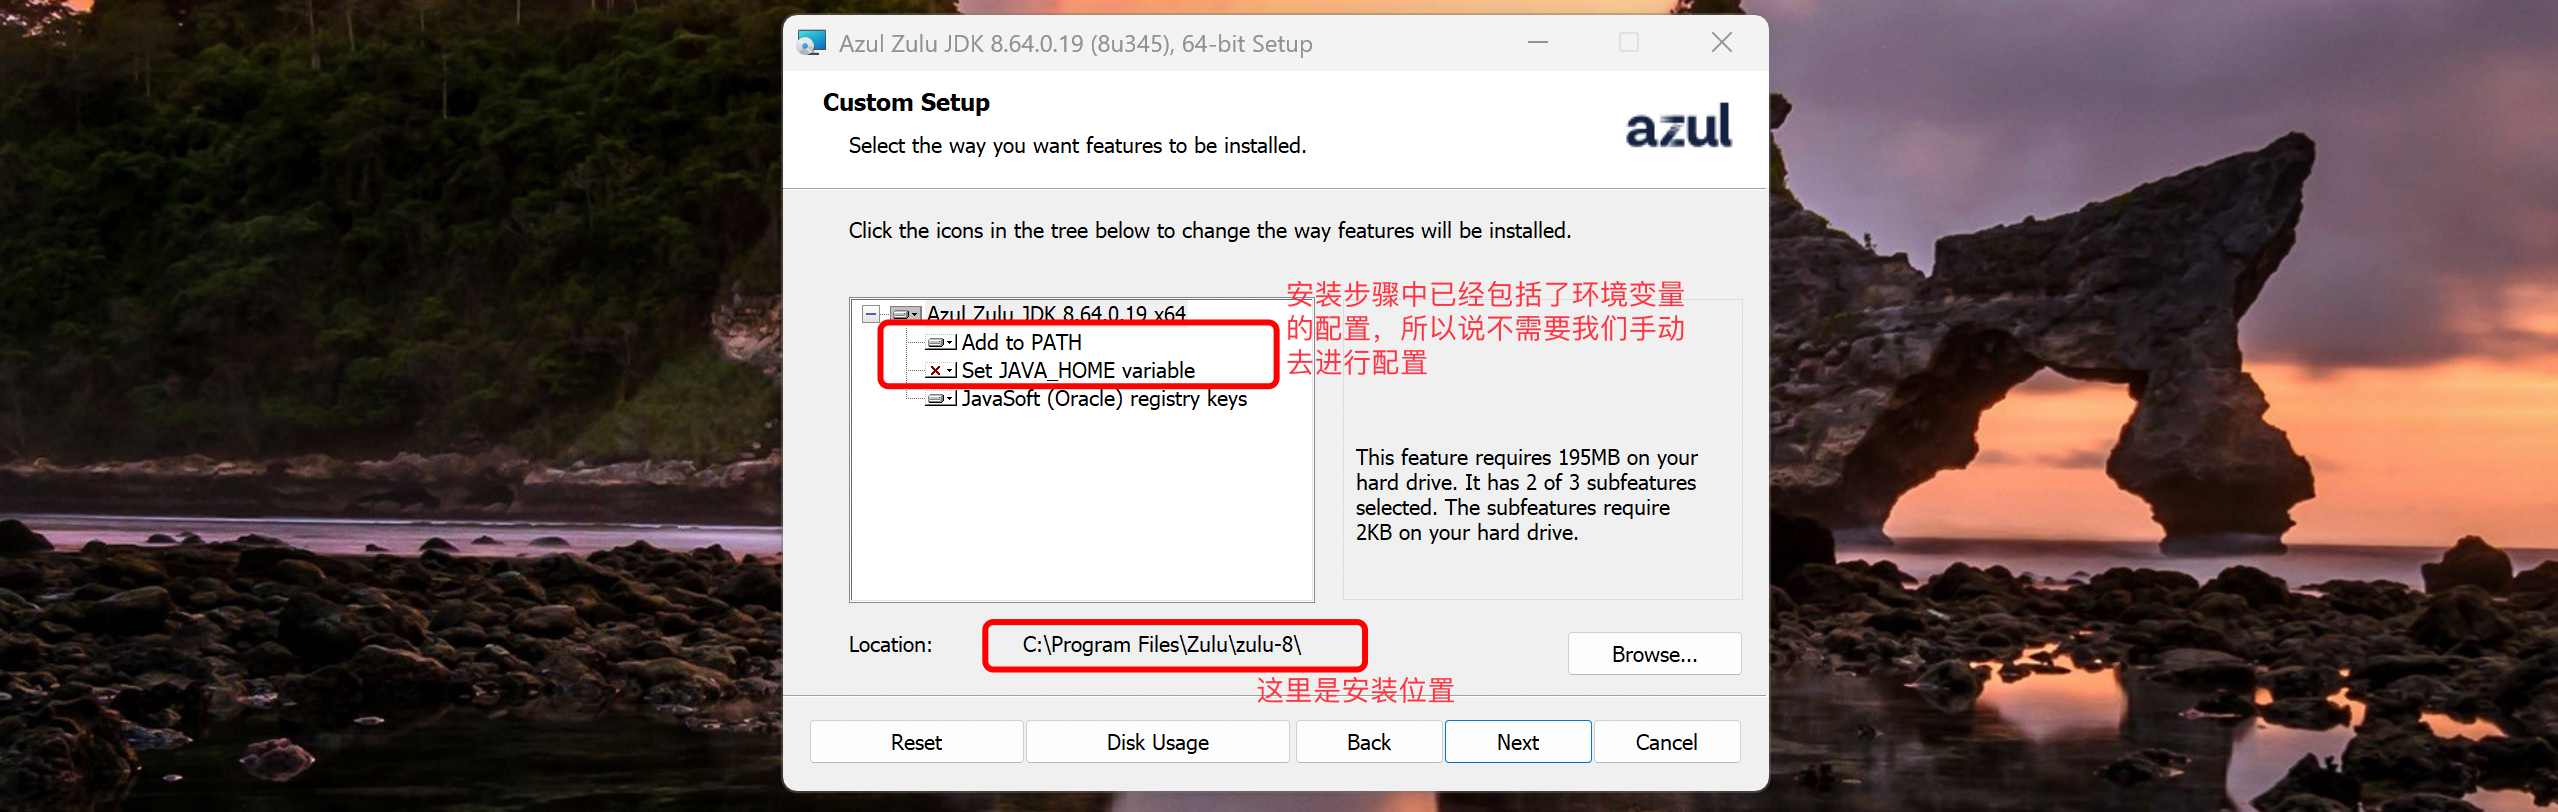 Azul Zulu JDK 8.64.0.19 (8u345), 64-bit Setup
Custom Setup
Select the way you want features to be installed.
azul
Click the icons in the tree below to change the way features will be installed.
Azul Zulu JDK 8.64.0.19 x64
Add to PATH
Set JAVA_HOME variable
JavaSoft (Oracle) registry keys
安装步骤中已经包括了环境变量
的配置，所以说不需要我们手动
去进行配置
This feature requires 195MB on your
hard drive. It has 2 of 3 subfeatures
selected. The subfeatures require
2KB on your hard drive.
Location:
C:\Program Files\Zulu\zulu-8\
Browse...
这里是安装位置
Reset
Disk Usage
Back
Next
Cancel